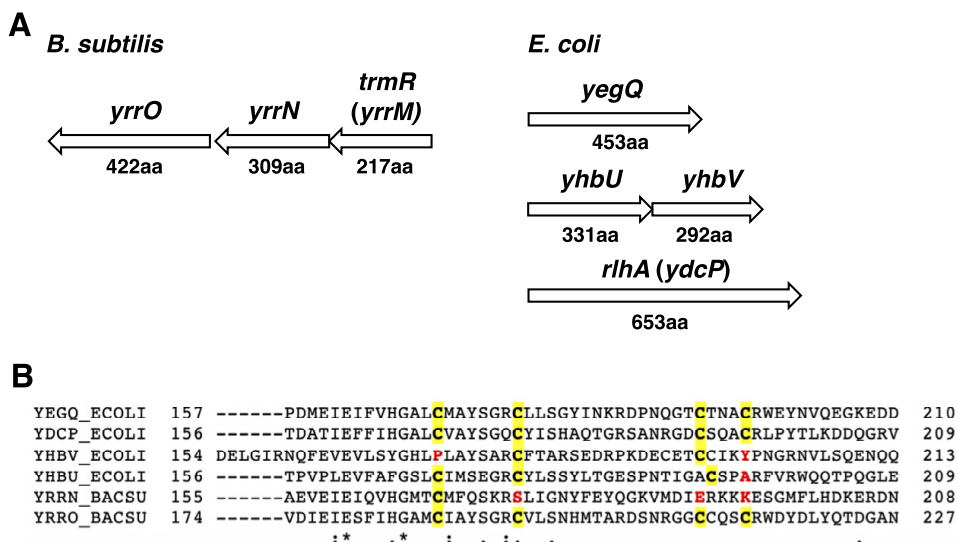 A
B. subtilis
E. coli
yrrO
yrrN
trmR
(yrrM)
422aa
309aa
217aa
yegQ
453aa
yhbU
yhbV
331aa
292aa
rlhA (ydcP)
653aa
B
YEGQ_ECOLI 157 ------PDMEIEIFVHGALCMAYSGRCLLSGYINKRDPNQGTCTNACRWEYNVQEGKEDD 210
YDCP_ECOLI 156 ------TDATIEFFIHGALCVAYSGQCYISHAQTGRSANRGDCSQACRLPYTLKDDQGRV 209
YHBV_ECOLI 154 DELGIRNQFEVEVLSYGHLPLAYSARCFTARSEDRPKDECETCCIKYPNGRNVLSQENQQ 213
YHBU_ECOLI 156 ------TVEVFAFGSLCIMSEGRCYLSSYLTGESPNTIGACSPARFVRWQQTPQGLE 209
YRRN_BACSU 155 ------AEVEIEIQVHGMTCMFQSKRSLIGNYFEYQGKVMDIERKKKESGMFLHDKERDN 208
YRRO_BACSU 174 ------VDIEIESFIHGAMCIAYSGRCVLSNHMTARDSNRGGCCQSCRWDYDLYQTDGAN 227